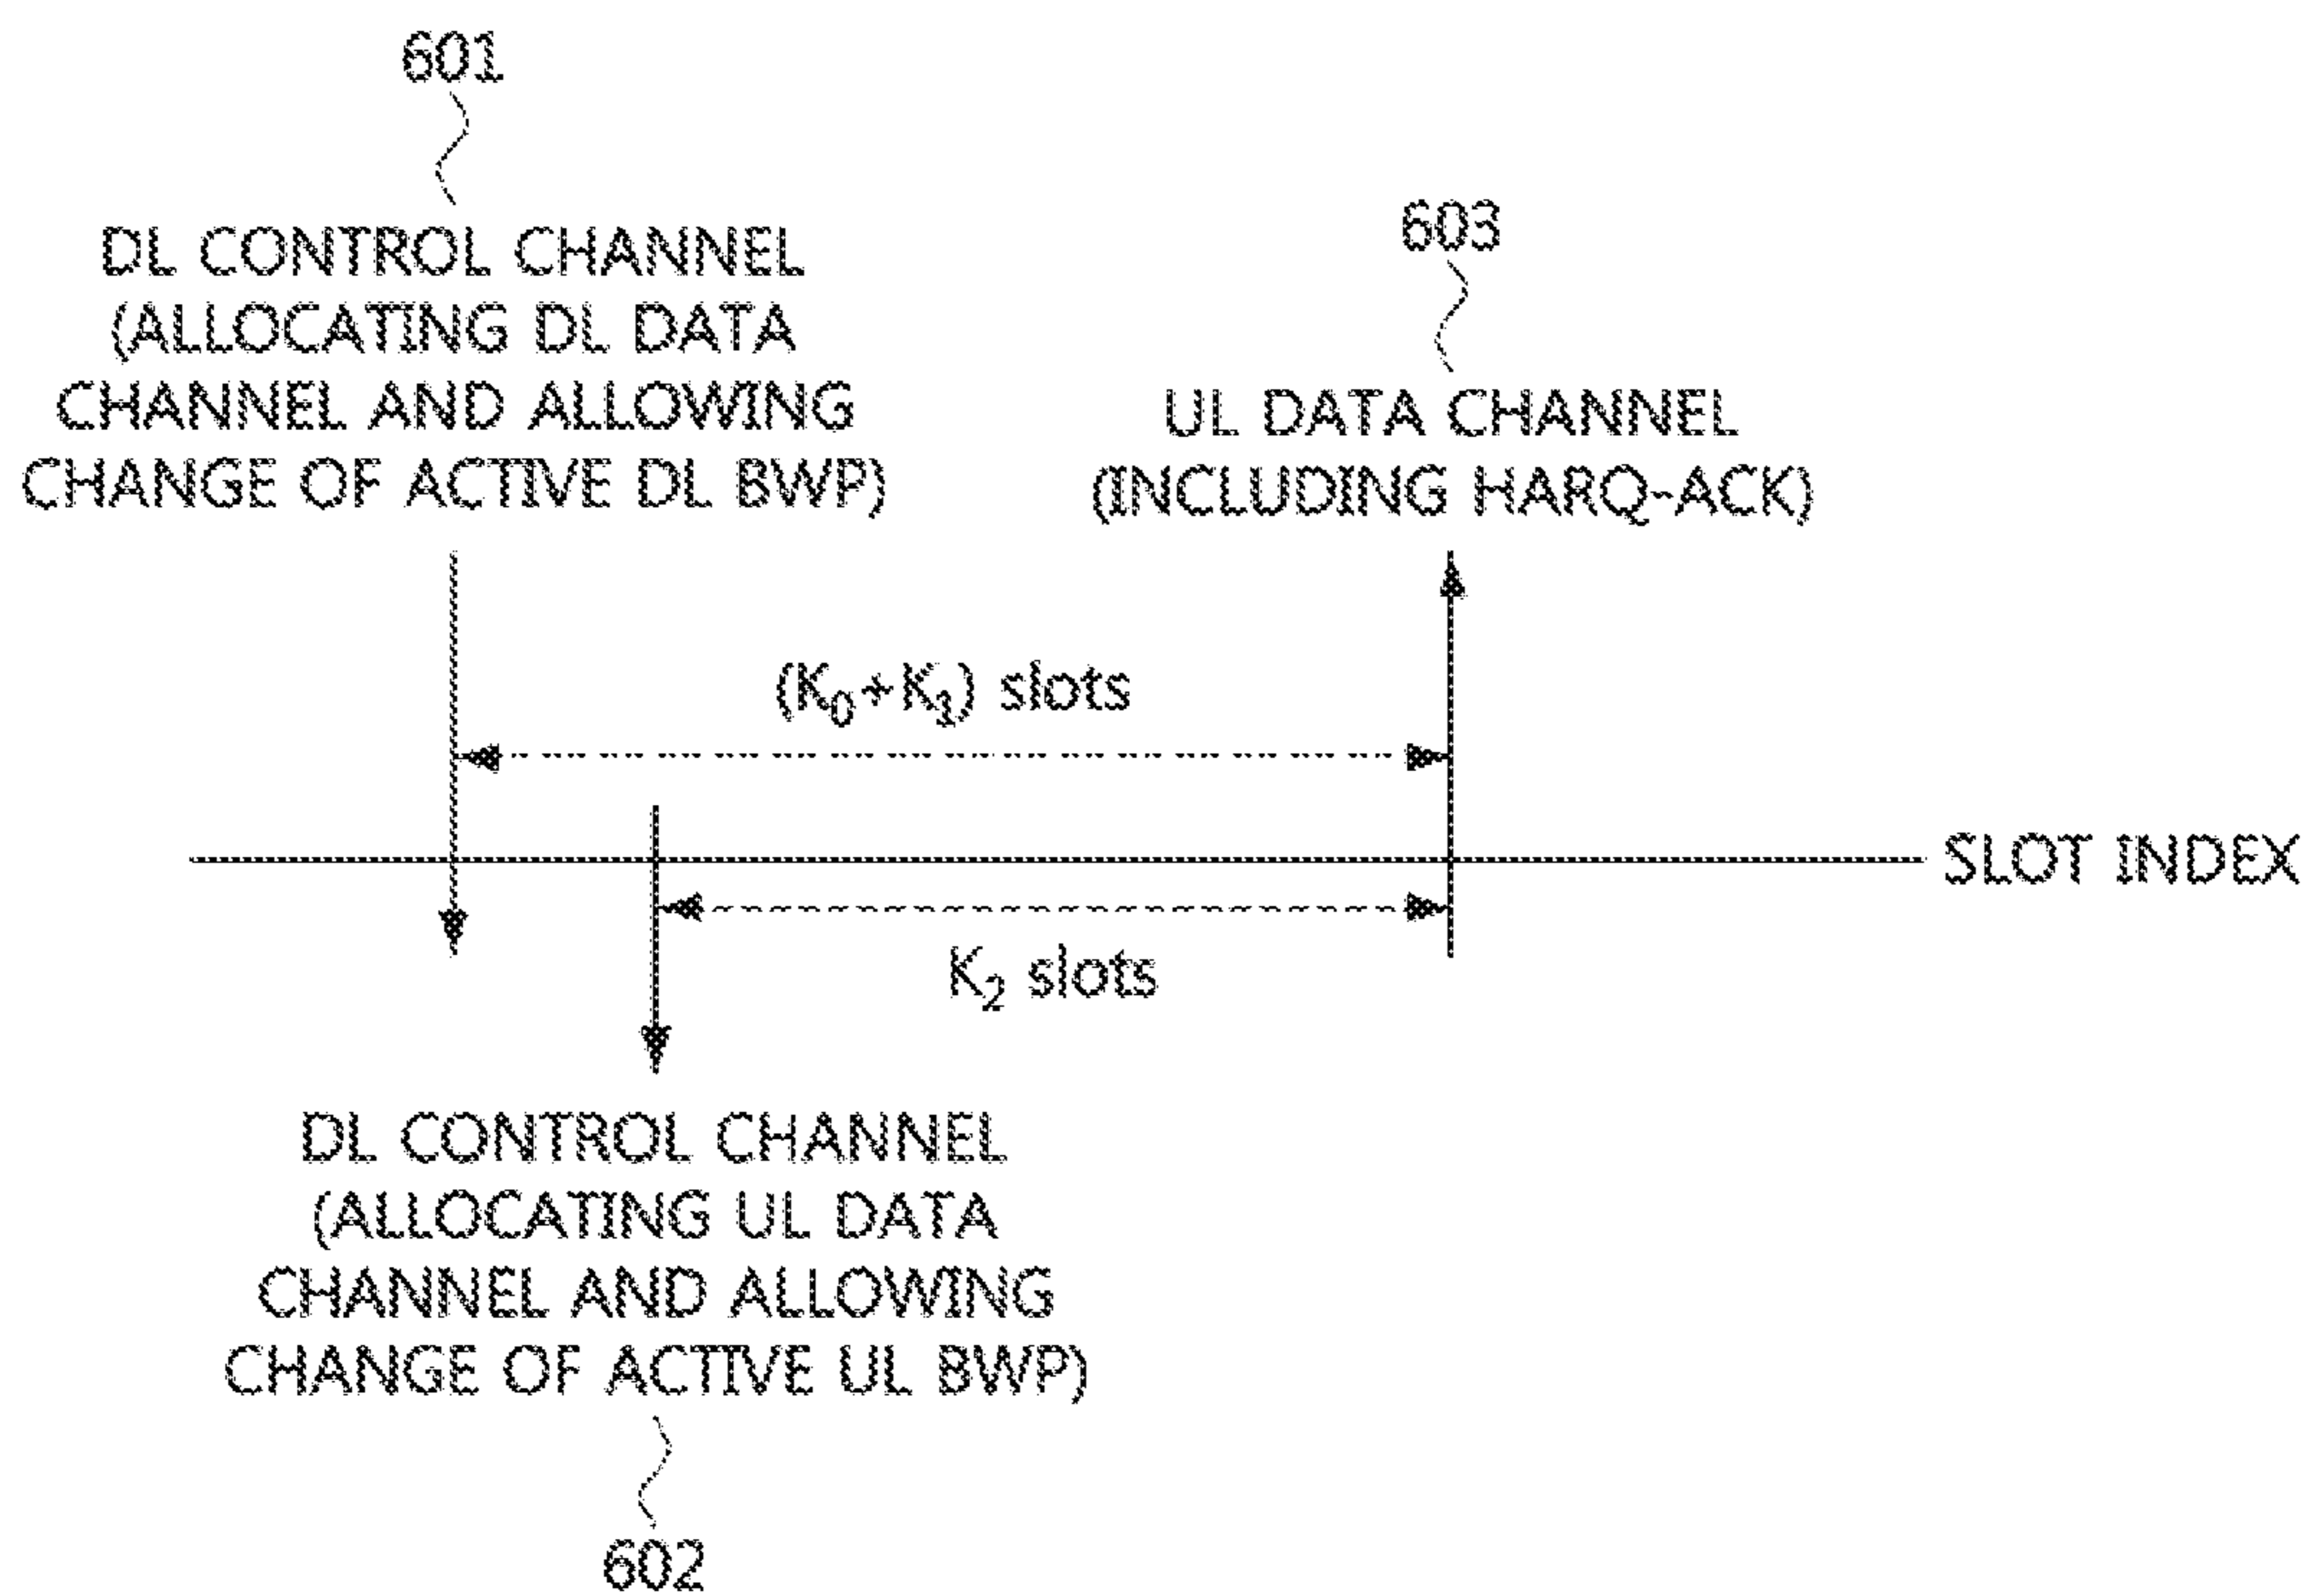 601
DL CONTROL CHANNEL
(ALLOCATING DL DATA
CHANNEL AND ALLOWING
CHANGE OF ACTIVE DL BWP)
603
UL DATA CHANNEL
(INCLUDING HARQ-ACK)
(K₀+K₁) slots
SLOT INDEX
K₂ slots
DL CONTROL CHANNEL
(ALLOCATING UL DATA
CHANNEL AND ALLOWING
CHANGE OF ACTIVE UL BWP)
602